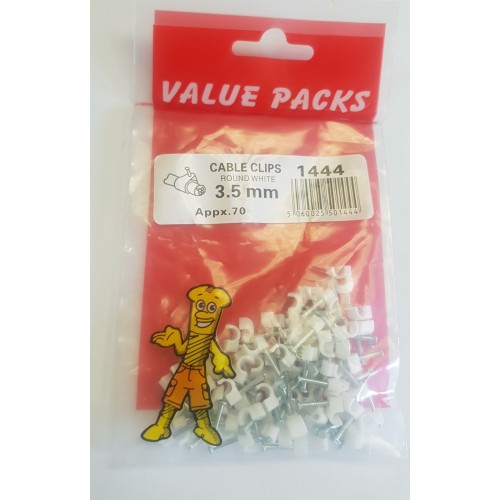 VALUE PACKS
CABLE CLIPS 1444
ROUND WHITE
3.5 mm
Appx.70
5 060025 501444